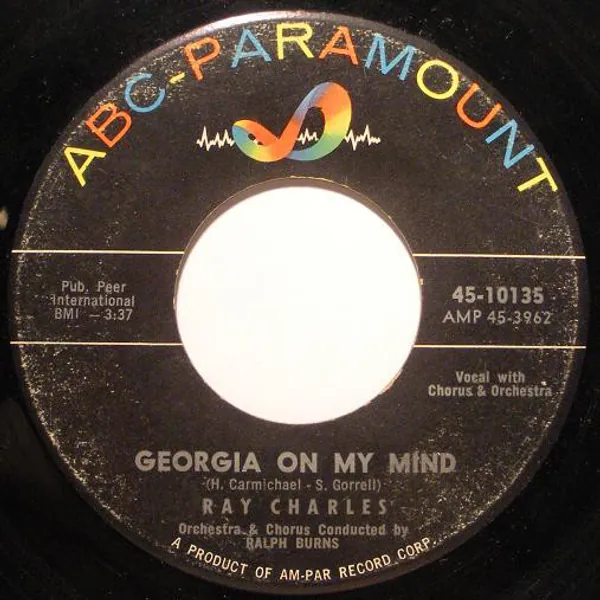 ABC-PARAMOUNT
Pub. Peer
International
BMI - 3:37
45-10135
AMP 45-3962
Vocal with
Chorus & Orchestra
GEORGIA ON MY MIND
(H. Carmichael - S. Gorrell)
RAY CHARLES
Orchestra & Chorus Conducted by
RALPH BURNS
A PRODUCT OF AM-PAR RECORD CORP.